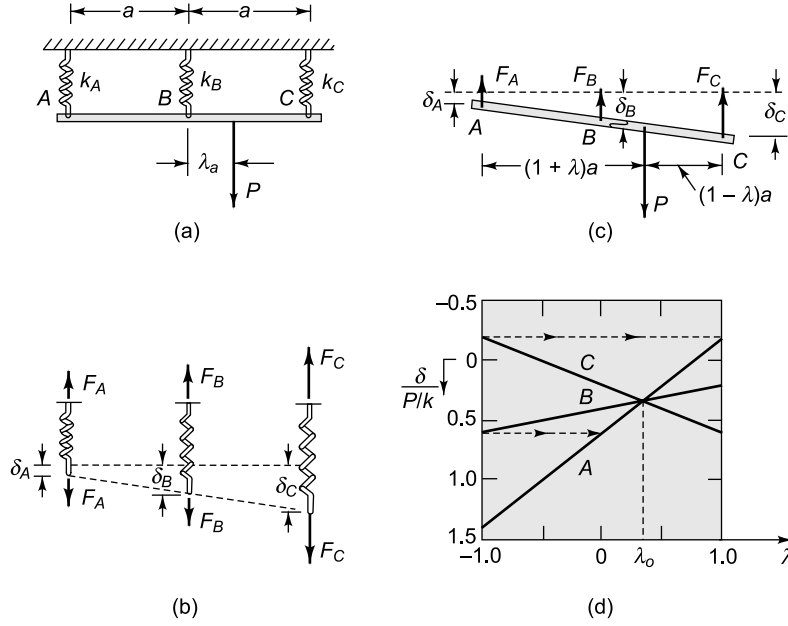 a a
k_A k_B k_C
A B C
λ_a
P
(a)
F_A F_B F_C
δ_A δ_B δ_C
A B C
(1 + λ)a
(1 – λ)a
P
(c)
F_A F_B F_C
δ_A δ_B δ_C
F_A F_B F_C
(b)
–0.5
0
δ
P/k
0.5
1.0
1.5
C
B
A
–1.0 0 λ_o 1.0 λ
(d)